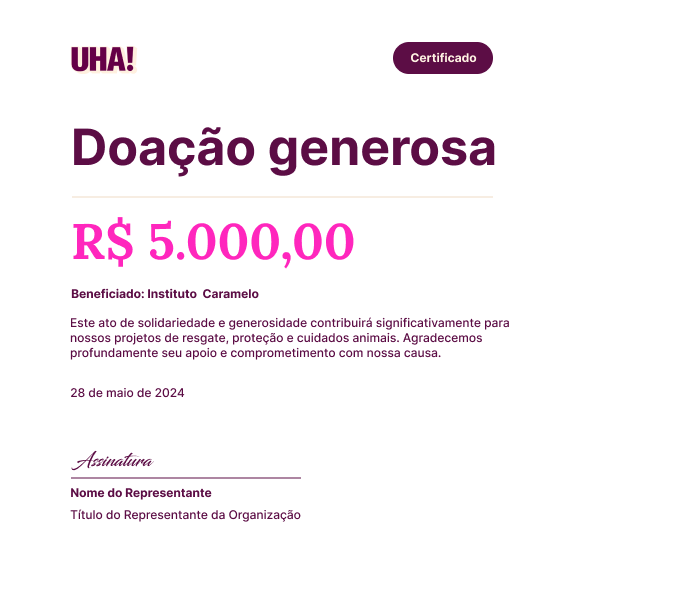 UHA!
Certificado
Doação generosa
R$ 5.000,00
Beneficiado: Instituto  Caramelo
Este ato de solidariedade e generosidade contribuirá significativamente para
nossos projetos de resgate, proteção e cuidados animais. Agradecemos
profundamente seu apoio e comprometimento com nossa causa.
28 de maio de 2024
Assinatura
Nome do Representante
Título do Representante da Organização